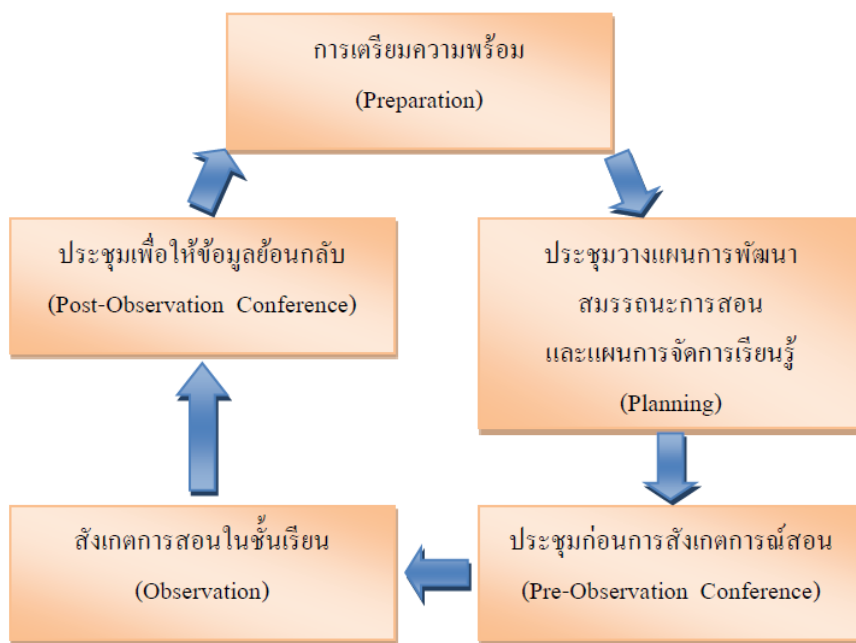 การเตรียมความพร้อม
(Preparation)
ประชุมวางแผนการพัฒนา
สมรรถนะการสอน
และแผนการจัดการเรียนรู้
(Planning)
ประชุมก่อนการสังเกตการณ์สอน
(Pre-Observation Conference)
สังเกตการสอนในชั้นเรียน
(Observation)
ประชุมเพื่อให้ข้อมูลย้อนกลับ
(Post-Observation Conference)